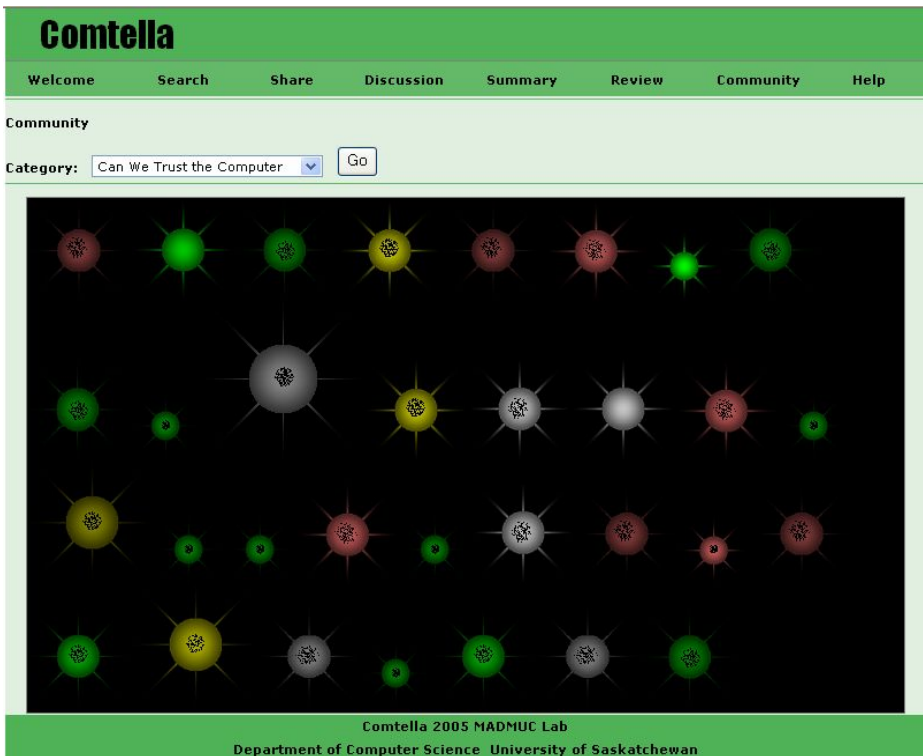 Comtella
Welcome Search Share Discussion Summary Review Community Help
Community
Category: Can We Trust the Computer Go
Comtella 2005 MADMUC Lab
Department of Computer Science University of Saskatchewan